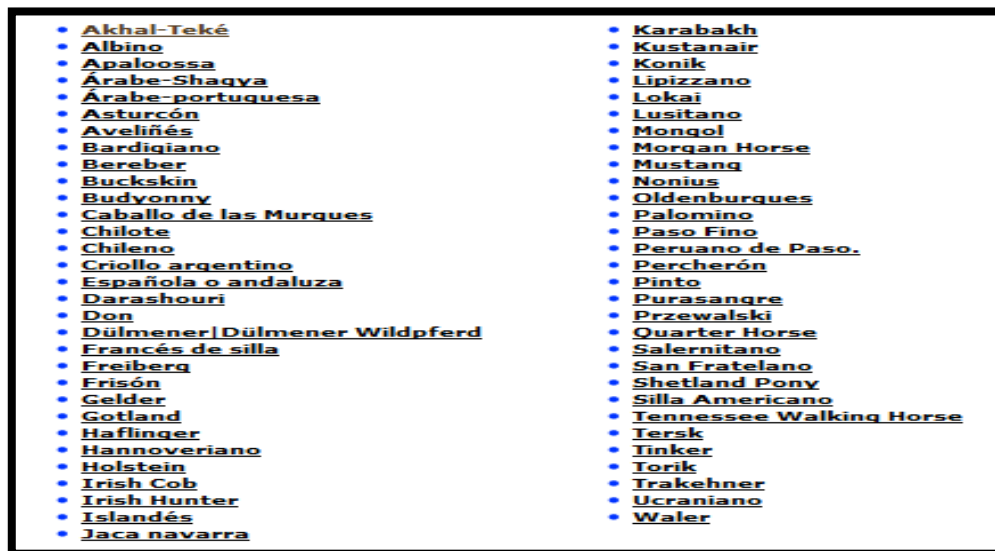 Akhal-Teké
Albino
Apaloossa
Árabe-Shagya
Árabe-portuguesa
Asturcón
Aveliñés
Bardigiano
Bereber
Buckskin
Budyonny
Caballo de las Murgues
Chilote
Chileno
Criollo argentino
Española o andaluza
Darashouri
Don
Dülmener|Dülmener Wildpferd
Francés de silla
Freiberg
Frisón
Gelder
Gotland
Haflinger
Hannoveriano
Holstein
Irish Cob
Irish Hunter
Islandés
Jaca navarra
Karabakh
Kustanair
Konik
Lipizzano
Lokai
Lusitano
Mongol
Morgan Horse
Mustang
Nonius
Oldenburgues
Palomino
Paso Fino
Peruano de Paso.
Percherón
Pinto
Purasangre
Przewalski
Quarter Horse
Salernitano
San Fratelano
Shetland Pony
Silla Americano
Tennessee Walking Horse
Tersk
Tinker
Torik
Trakehner
Ucraniano
Waler